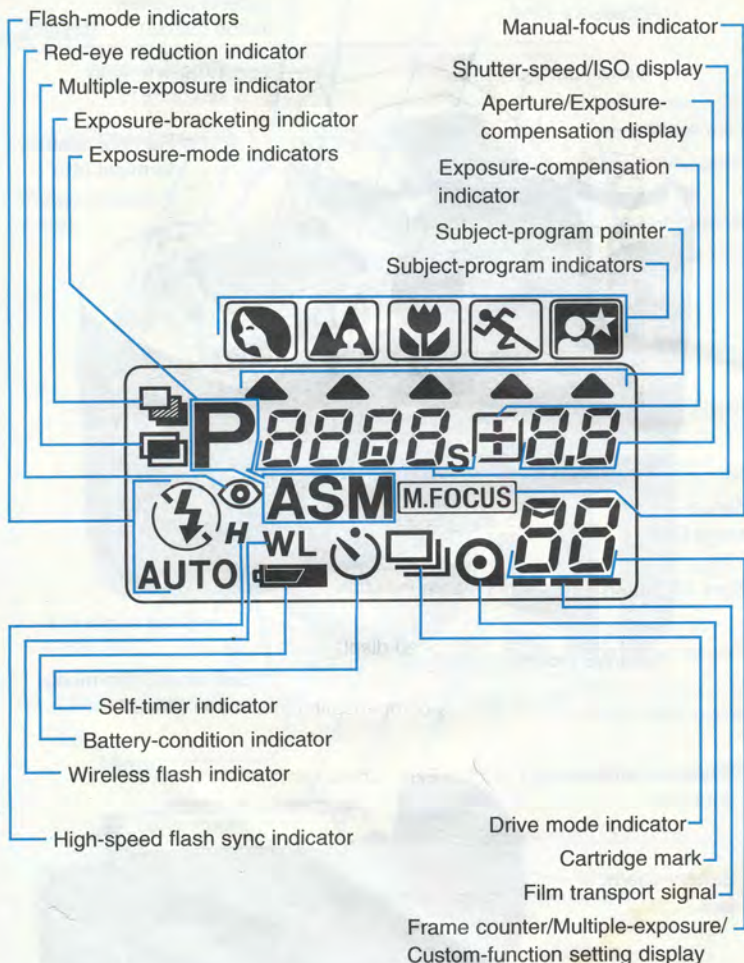 Flash-mode indicators
Red-eye reduction indicator
Multiple-exposure indicator
Exposure-bracketing indicator
Exposure-mode indicators
Manual-focus indicator
Shutter-speed/ISO display
Aperture/Exposure-
compensation display
Exposure-compensation
indicator
Subject-program pointer
Subject-program indicators
P 8888s + 8.8
ASM M.FOCUS
H WL 88
AUTO
Self-timer indicator
Battery-condition indicator
Wireless flash indicator
High-speed flash sync indicator
Drive mode indicator
Cartridge mark
Film transport signal
Frame counter/Multiple-exposure/
Custom-function setting display